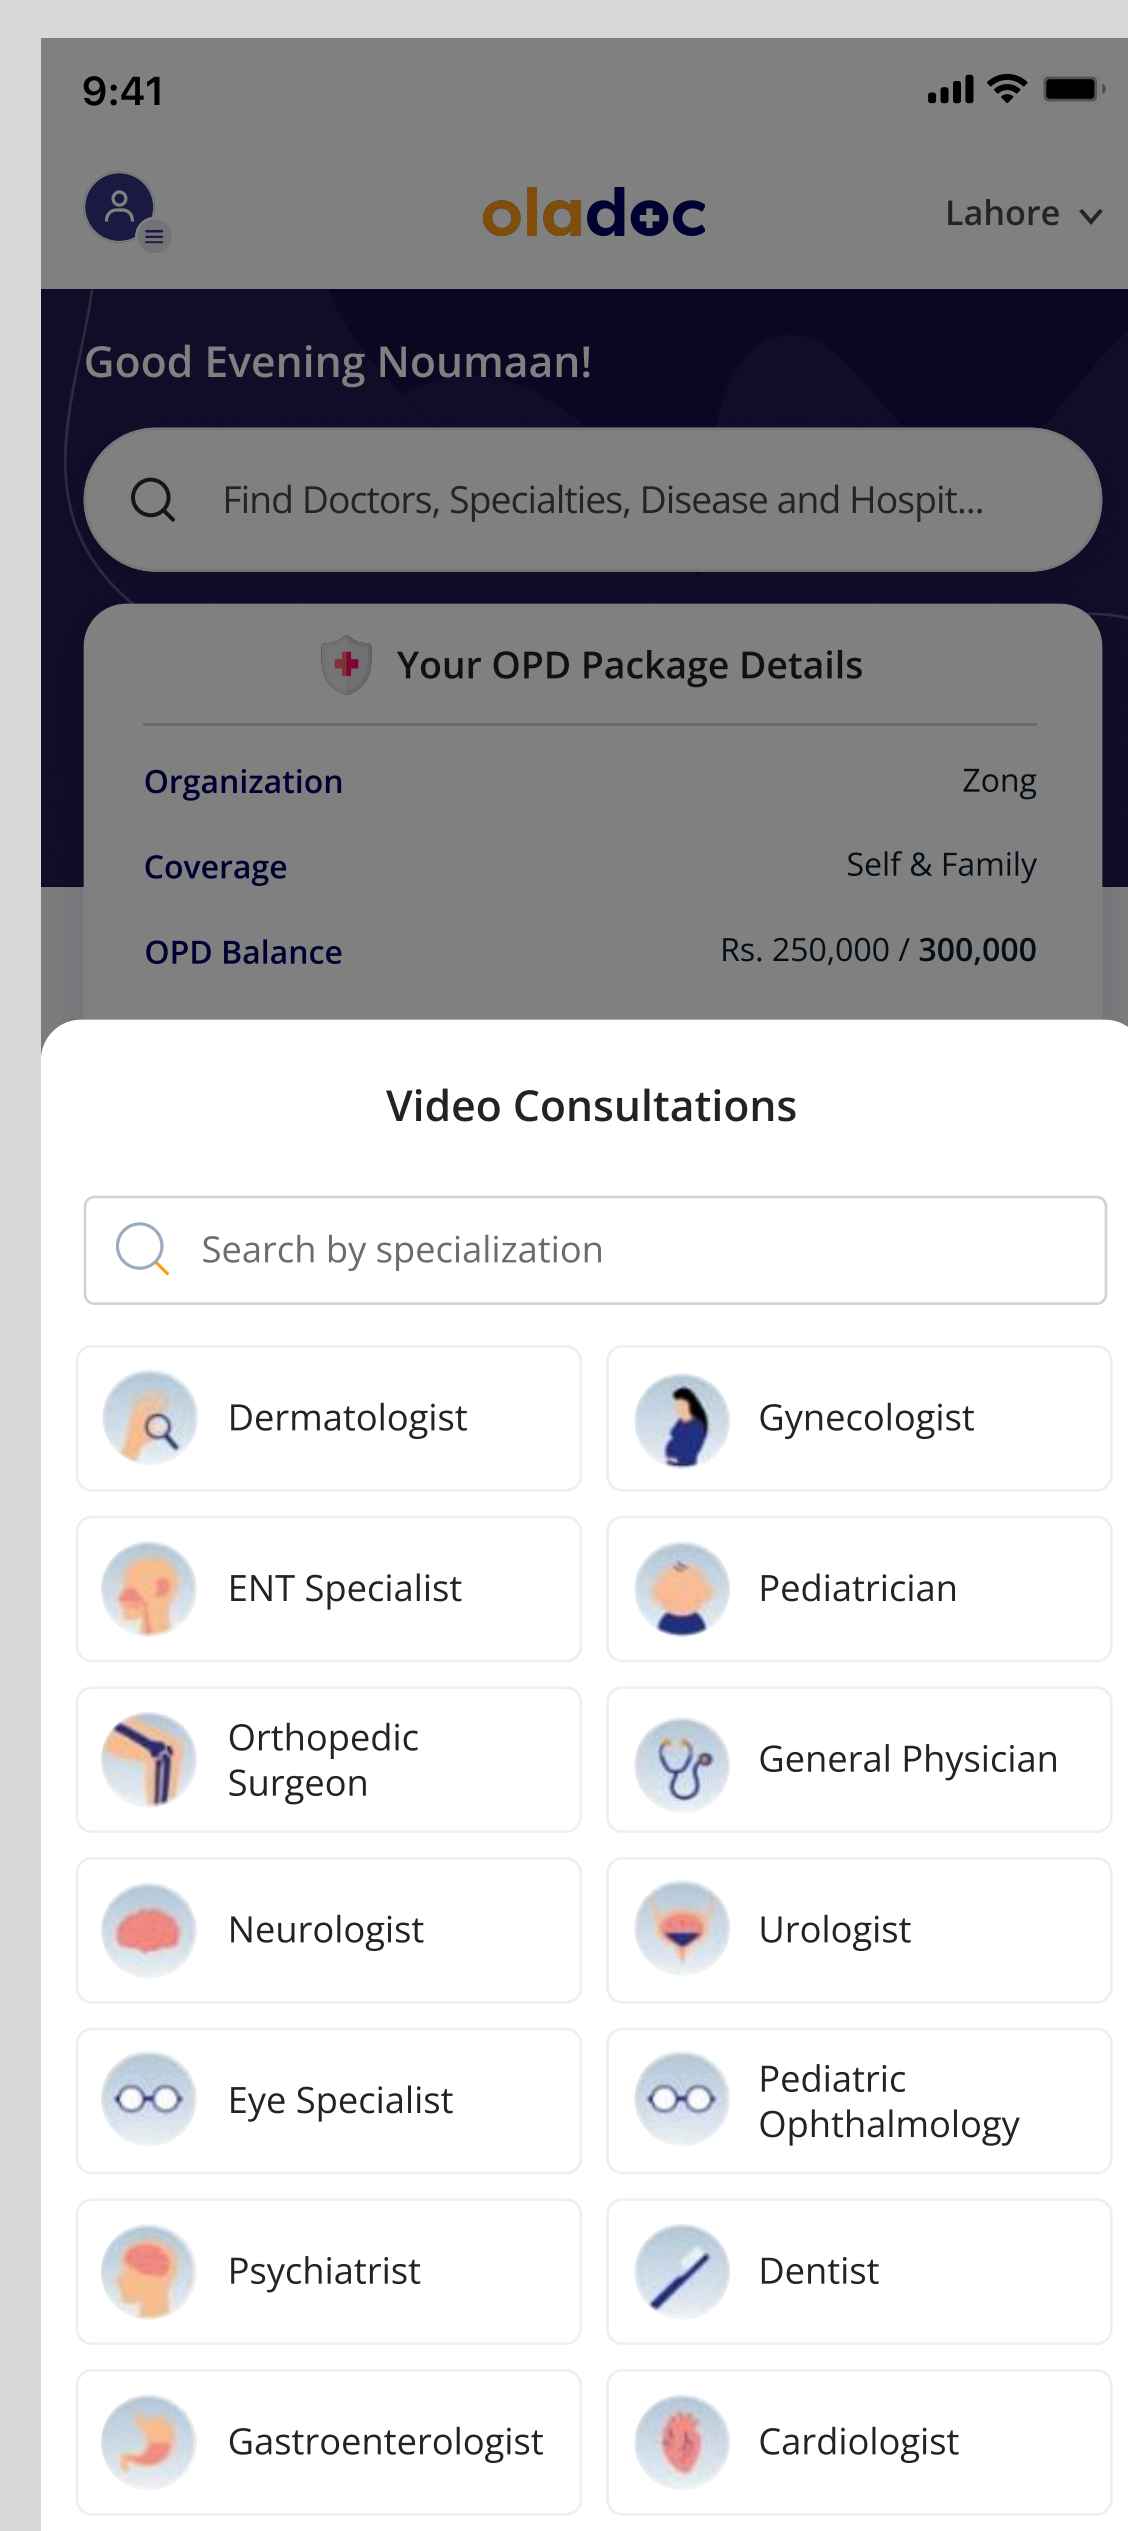 9:41
oladoc
Lahore
Good Evening Noumaan!
Find Doctors, Specialties, Disease and Hospit...
Your OPD Package Details
Organization Zong
Coverage Self & Family
OPD Balance Rs. 250,000 / 300,000
Video Consultations
Search by specialization
Dermatologist
Gynecologist
ENT Specialist
Pediatrician
Orthopedic
Surgeon
General Physician
Neurologist
Urologist
Eye Specialist
Pediatric
Ophthalmology
Psychiatrist
Dentist
Gastroenterologist
Cardiologist